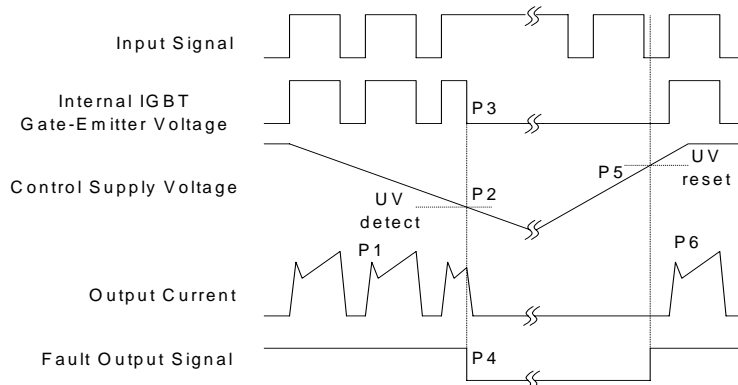 Input Signal
Internal IGBT
Gate-Emitter Voltage
P3
Control Supply Voltage
UV
detect
P2
P5
UV
reset
P1
P6
Output Current
Fault Output Signal
P4